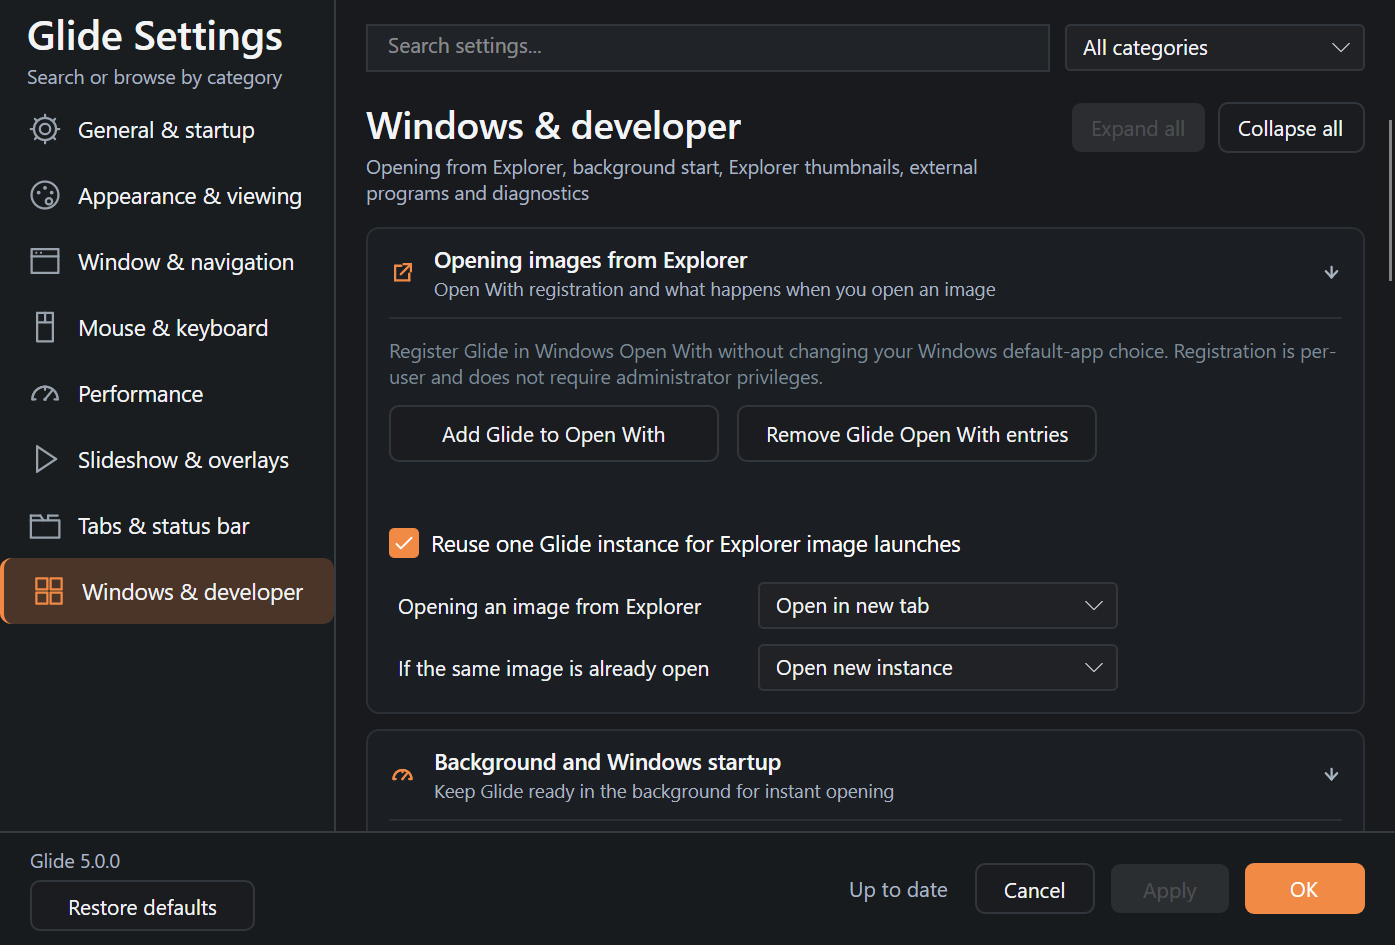 Glide Settings
Search or browse by category
General & startup
Appearance & viewing
Window & navigation
Mouse & keyboard
Performance
Slideshow & overlays
Tabs & status bar
Windows & developer
Search settings...
All categories
Windows & developer
Expand all
Collapse all
Opening from Explorer, background start, Explorer thumbnails, external
programs and diagnostics
Opening images from Explorer
Open With registration and what happens when you open an image
Register Glide in Windows Open With without changing your Windows default-app choice. Registration is per-
user and does not require administrator privileges.
Add Glide to Open With
Remove Glide Open With entries
Reuse one Glide instance for Explorer image launches
Opening an image from Explorer
Open in new tab
If the same image is already open
Open new instance
Background and Windows startup
Keep Glide ready in the background for instant opening
Glide 5.0.0
Restore defaults
Up to date
Cancel
Apply
OK